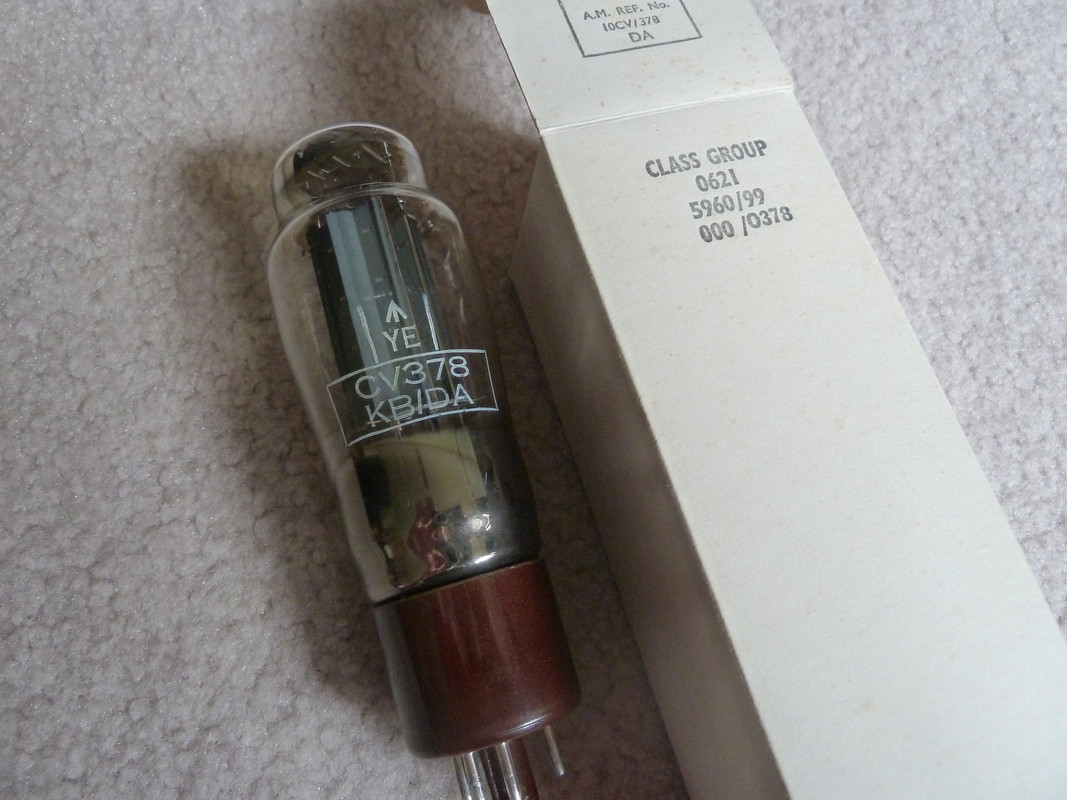 A.M. REF. No.
10CV/378
DA
CLASS GROUP
0621
5960/99
000 /0378
YE
CV378
KB/DA